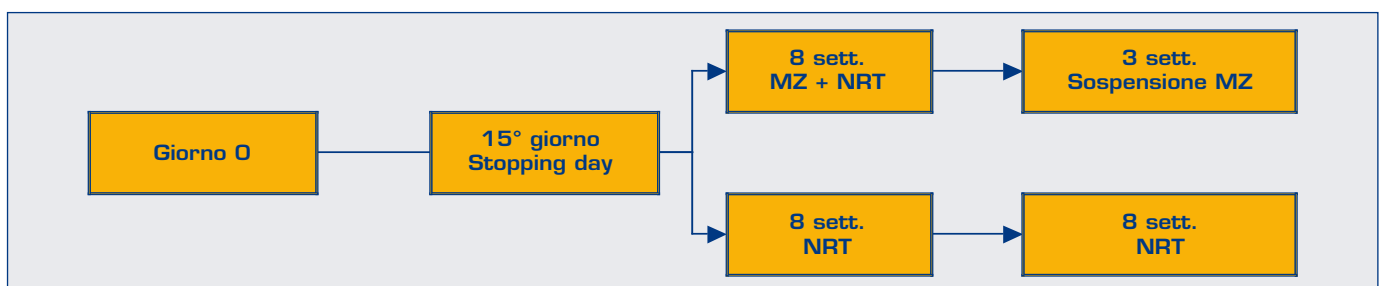 Giorno 0
15° giorno
Stopping day
8 sett.
MZ + NRT
3 sett.
Sospensione MZ
8 sett.
NRT
8 sett.
NRT